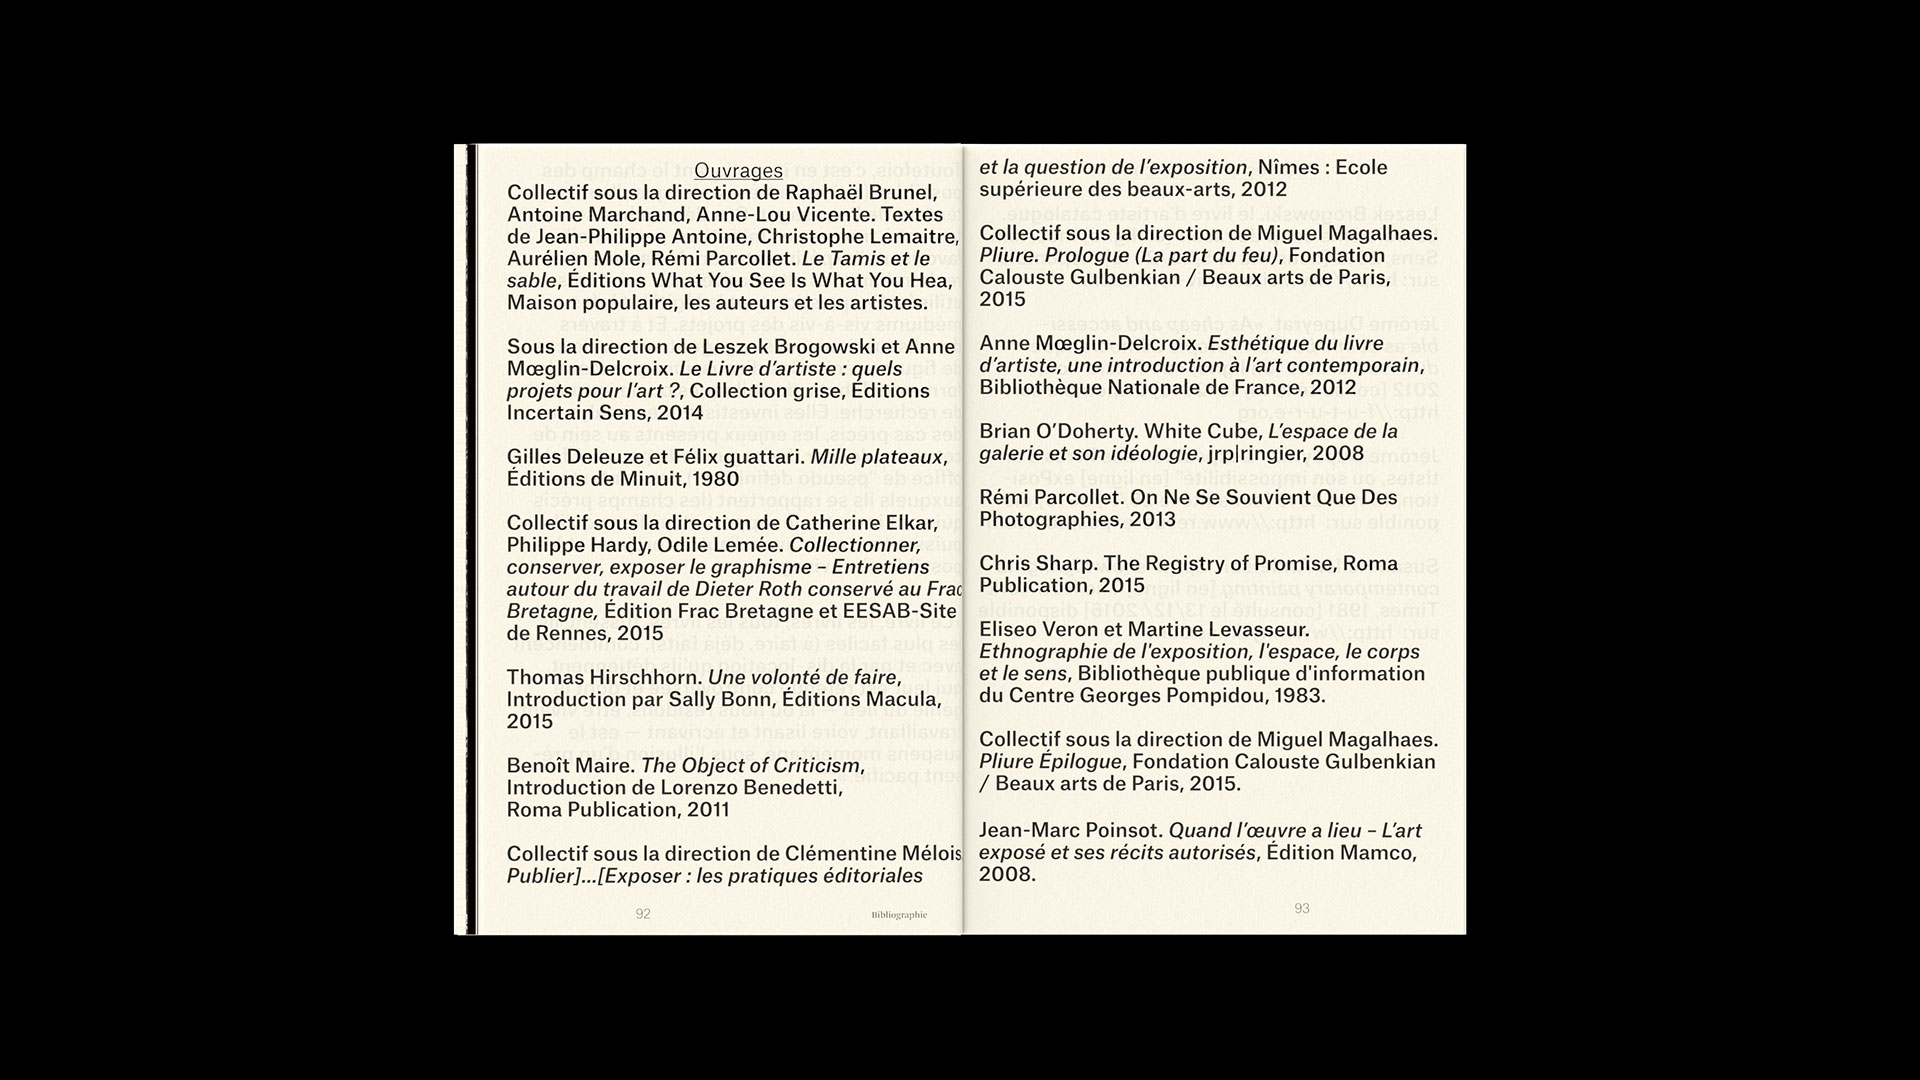 Ouvrages
Collectif sous la direction de Raphaël Brunel,
Antoine Marchand, Anne-Lou Vicente. Textes
de Jean-Philippe Antoine, Christophe Lemaitre,
Aurélien Mole, Rémi Parcollet. Le Tamis et le
sable, Éditions What You See Is What You Hea,
Maison populaire, les auteurs et les artistes.
Sous la direction de Leszek Brogowski et Anne
Mœglin-Delcroix. Le Livre d’artiste : quels
projets pour l’art ?, Collection grise, Éditions
Incertain Sens, 2014
Gilles Deleuze et Félix guattari. Mille plateaux,
Éditions de Minuit, 1980
Collectif sous la direction de Catherine Elkar,
Philippe Hardy, Odile Lemée. Collectionner,
conserver, exposer le graphisme – Entretiens
autour du travail de Dieter Roth conservé au Frac
Bretagne, Édition Frac Bretagne et EESAB-Site
de Rennes, 2015
Thomas Hirschhorn. Une volonté de faire,
Introduction par Sally Bonn, Éditions Macula,
2015
Benoît Maire. The Object of Criticism,
Introduction de Lorenzo Benedetti,
Roma Publication, 2011
Collectif sous la direction de Clémentine Mélois
Publier]...[Exposer : les pratiques éditoriales
92
Bibliographie
et la question de l’exposition, Nîmes : Ecole
supérieure des beaux-arts, 2012
Collectif sous la direction de Miguel Magalhaes.
Pliure. Prologue (La part du feu), Fondation
Calouste Gulbenkian / Beaux arts de Paris,
2015
Anne Mœglin-Delcroix. Esthétique du livre
d’artiste, une introduction à l’art contemporain,
Bibliothèque Nationale de France, 2012
Brian O’Doherty. White Cube, L’espace de la
galerie et son idéologie, jrp|ringier, 2008
Rémi Parcollet. On Ne Se Souvient Que Des
Photographies, 2013
Chris Sharp. The Registry of Promise, Roma
Publication, 2015
Eliseo Veron et Martine Levasseur.
Ethnographie de l'exposition, l'espace, le corps
et le sens, Bibliothèque publique d'information
du Centre Georges Pompidou, 1983.
Collectif sous la direction de Miguel Magalhaes.
Pliure Épilogue, Fondation Calouste Gulbenkian
/ Beaux arts de Paris, 2015.
Jean-Marc Poinsot. Quand l’œuvre a lieu – L’art
exposé et ses récits autorisés, Édition Mamco,
2008.
93